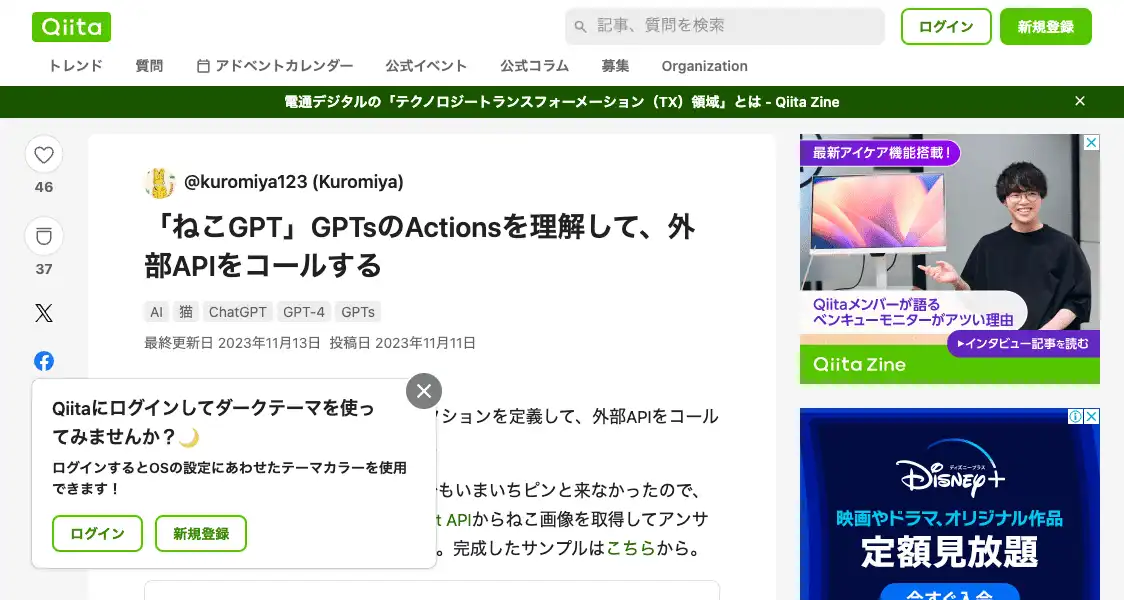 Qiita
記事、質問を検索
ログイン
新規登録
トレンド
質問
アドベントカレンダー
公式イベント
公式コラム
募集
Organization
電通デジタルの「テクノロジートランスフォーメーション（TX）領域」とは - Qiita Zine
46
37
@kuromiya123 (Kuromiya)
「ねこGPT」GPTsのActionsを理解して、外
部APIをコールする
AI 猫 ChatGPT GPT-4 GPTs
最終更新日 2023年11月13日 投稿日 2023年11月11日
ションを定義して、外部APIをコール
もいまいちピンと来なかったので、
t APIからねこ画像を取得してアンサ
。完成したサンプルはこちらから。
Qiitaにログインしてダークテーマを使っ
てみませんか？🌙
ログインするとOSの設定にあわせたテーマカラーを使用
できます！
ログイン
新規登録
最新アイケア機能搭載！
Qiitaメンバーが語る
ベンキューモニターがアツい理由
インタビュー記事を読む
Qiita Zine
ディズニープラス
Disney+
映画やドラマ、オリジナル作品
定額見放題
今すぐ入会